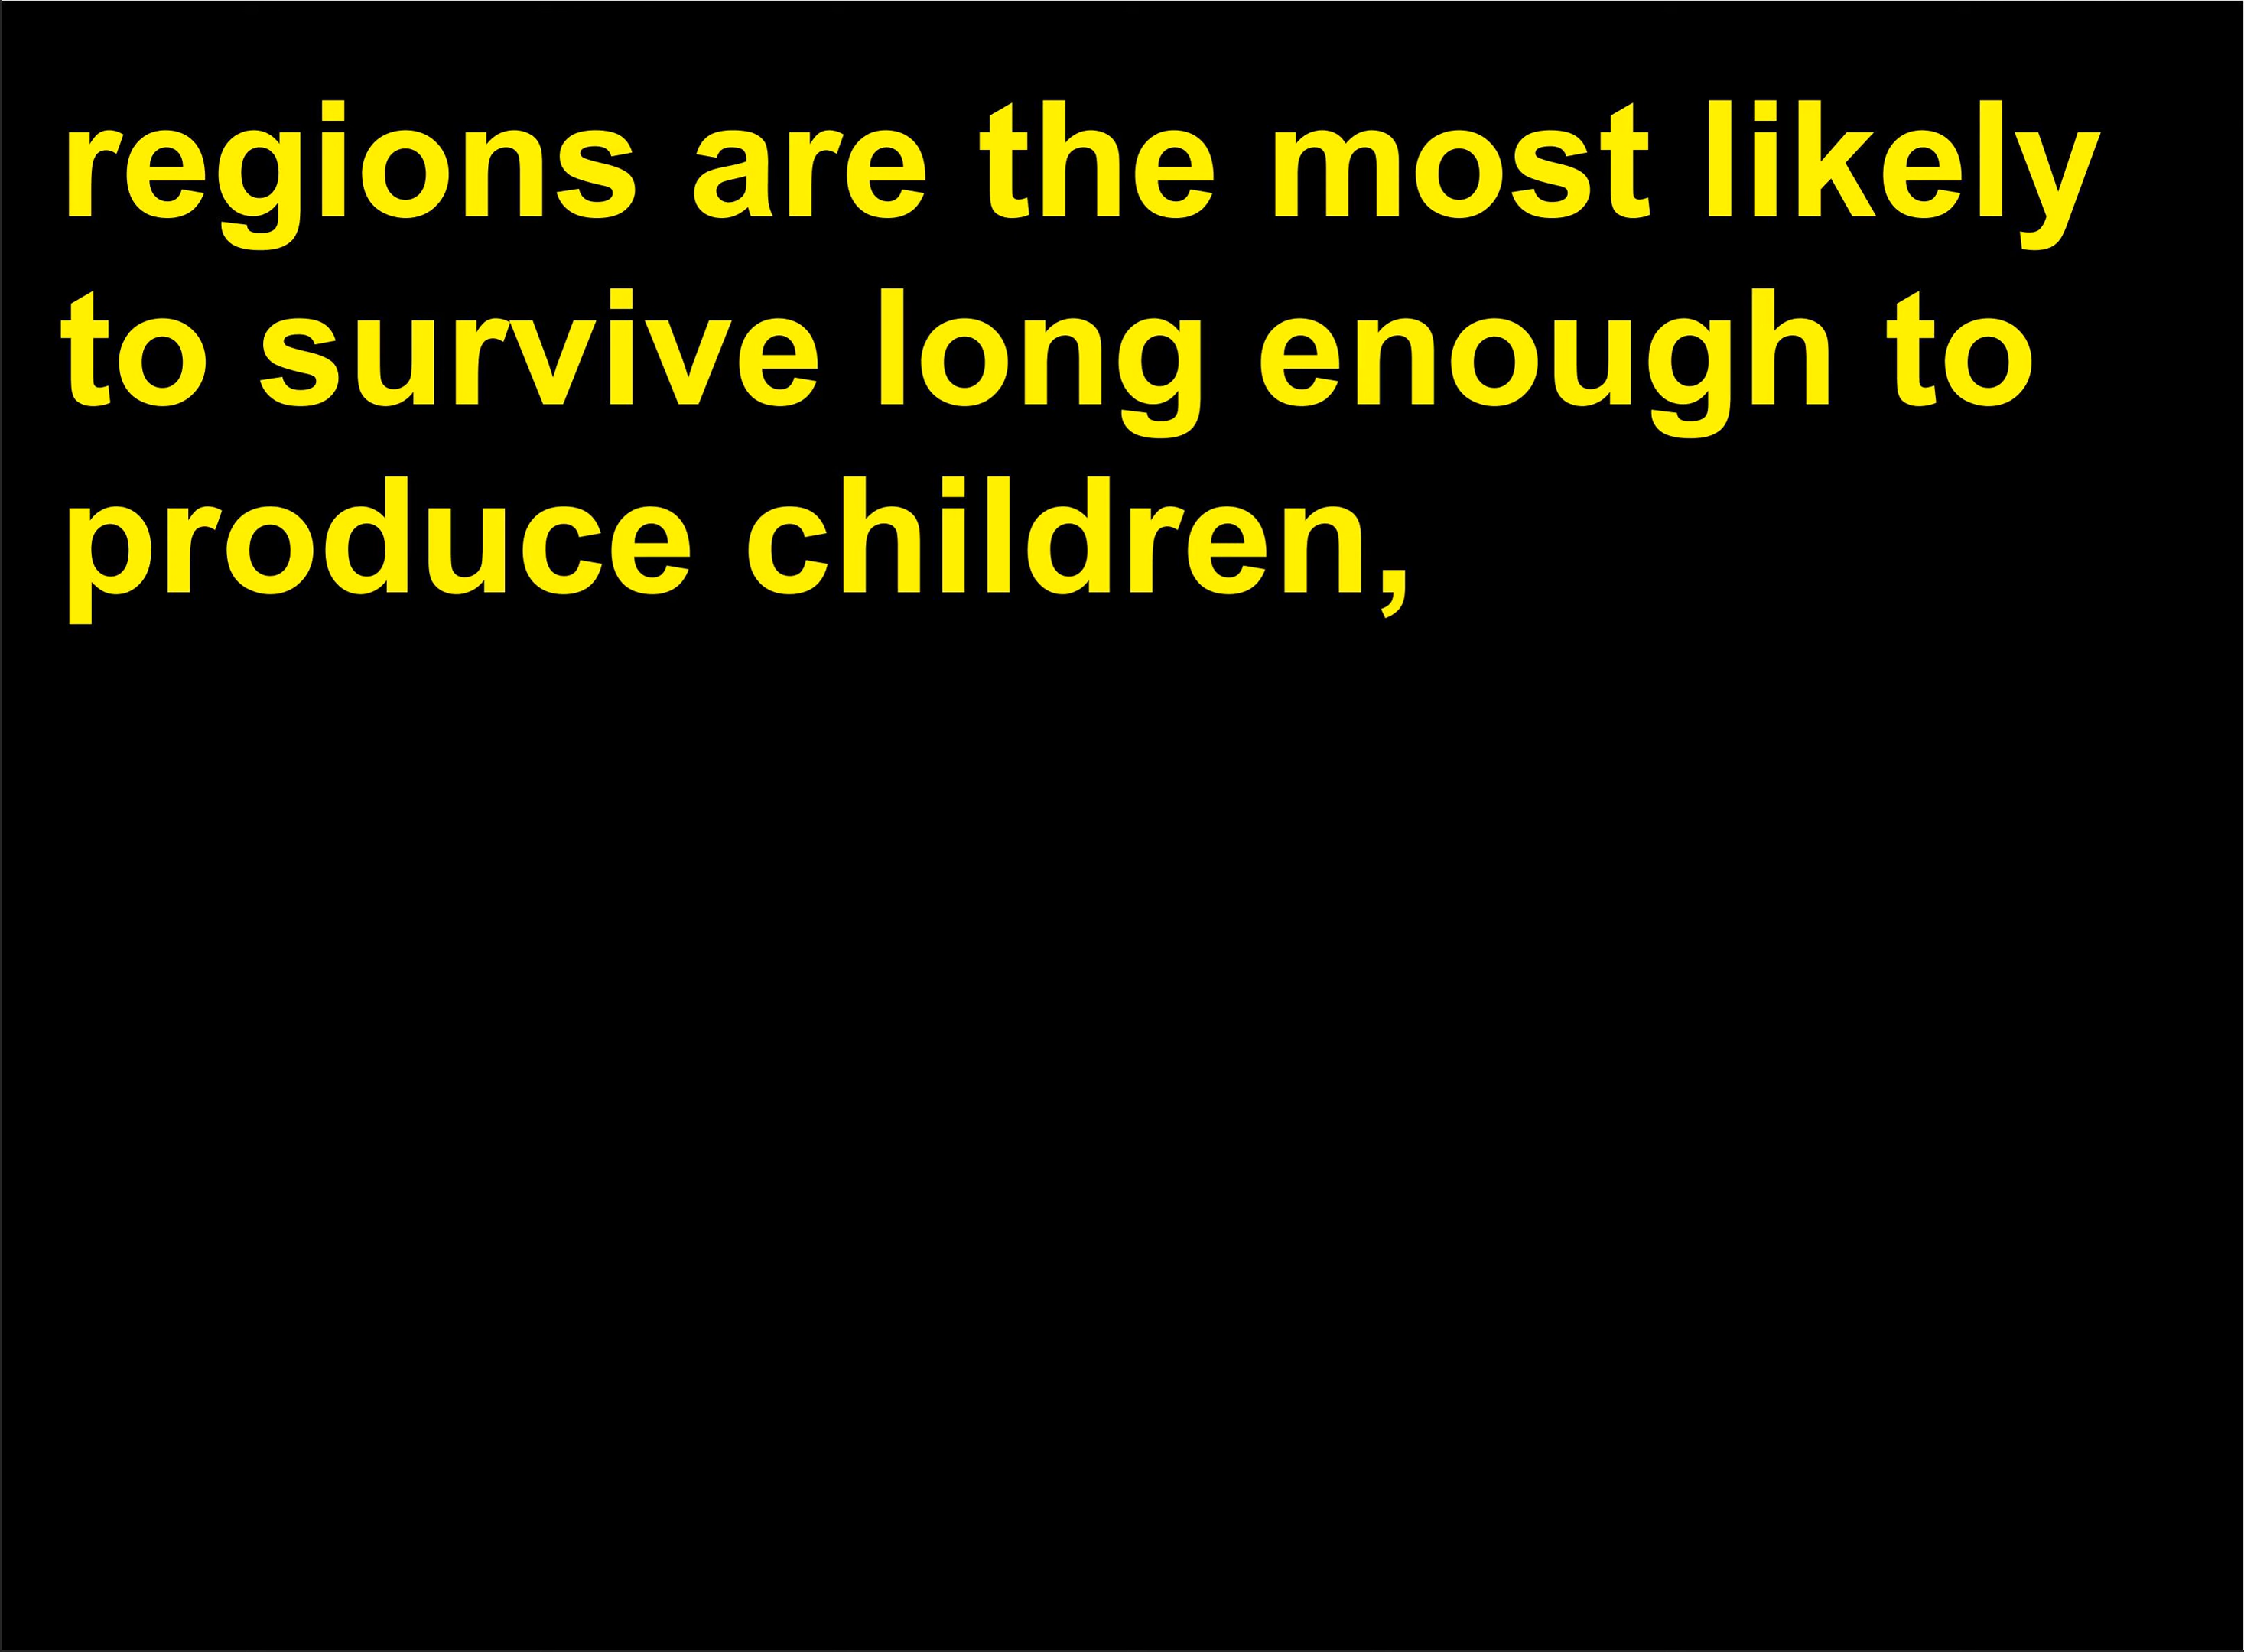 regions are the most likely
to survive long enough to
produce children,